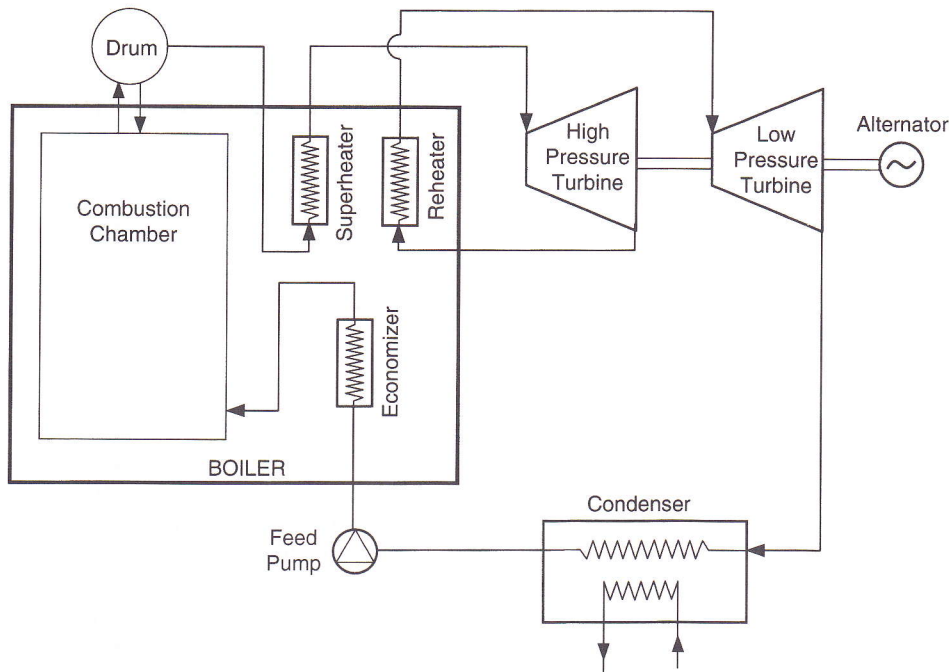 Drum
Combustion
Chamber
Superheater
Reheater
Economizer
BOILER
High
Pressure
Turbine
Low
Pressure
Turbine
Alternator
Feed
Pump
Condenser